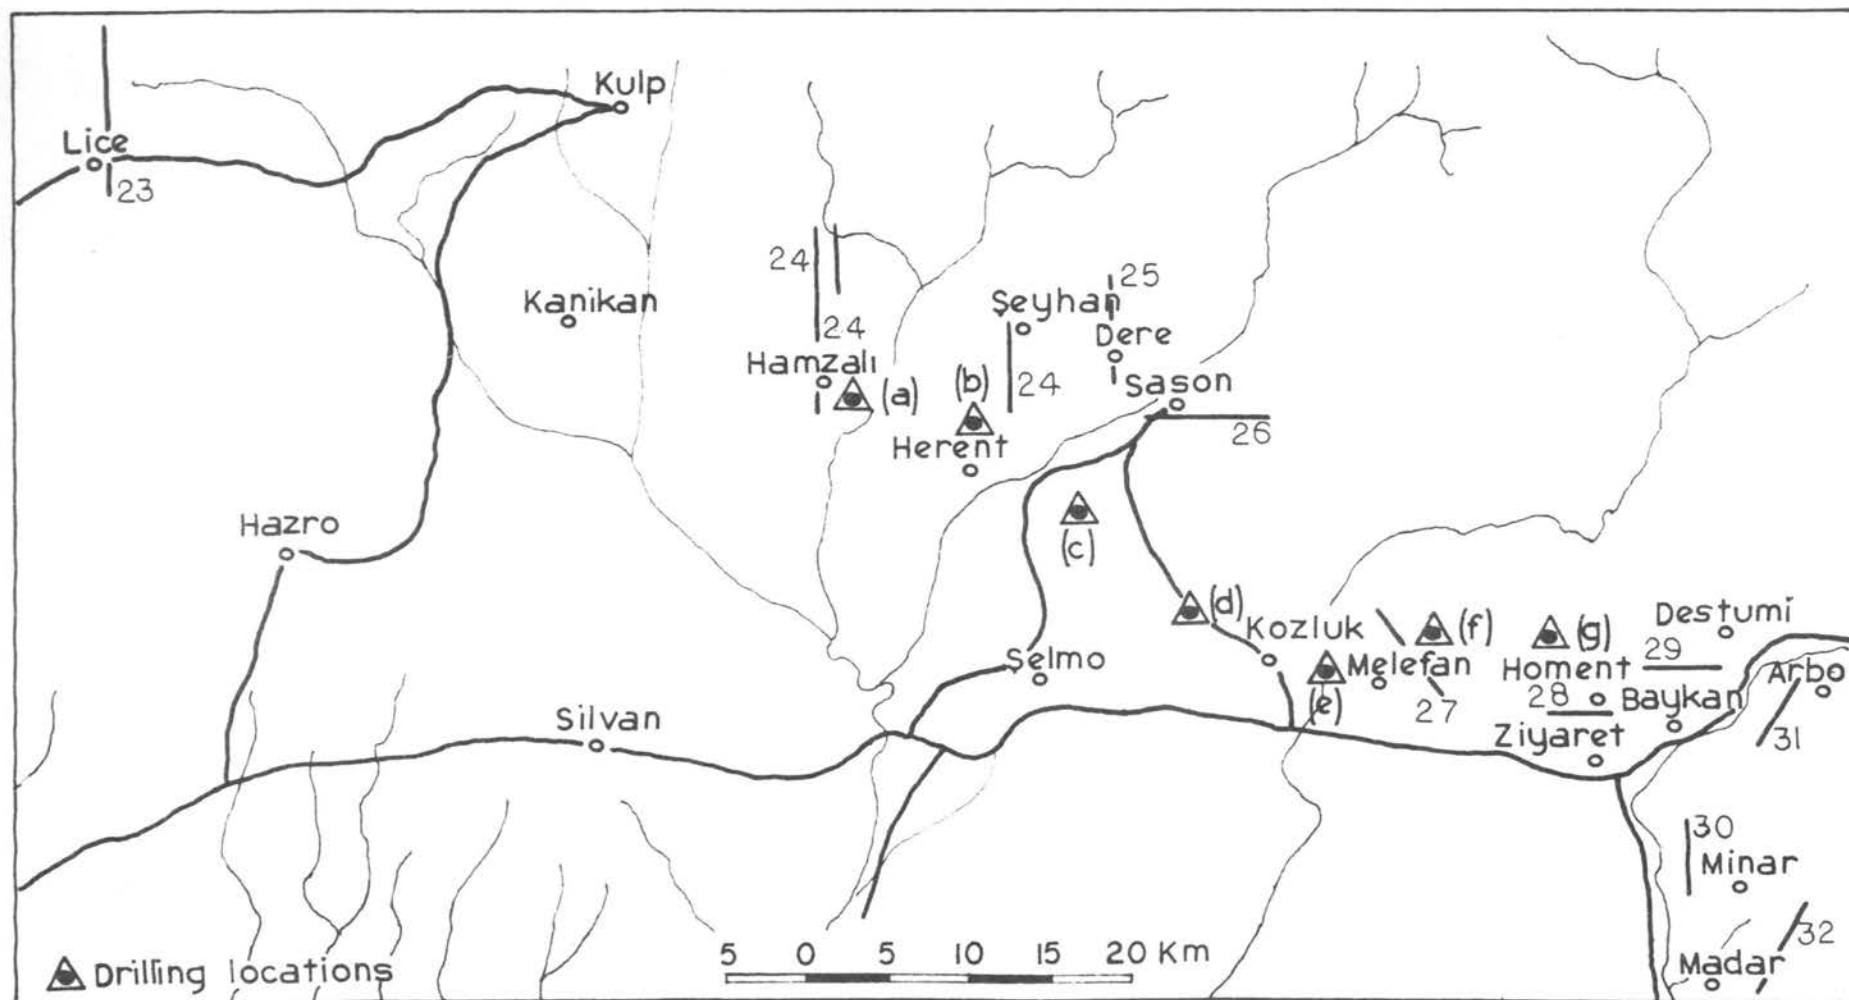 Kulp
Lice
23
24
25
Kanikan
Şeyhan
24
Dere
Hamzalı
(a)
(b)
24
Sason
26
Herent
Hazro
(c)
(d)
Kozluk
(f)
(g)
Destumi
Şelmo
Melefan
Homent
29
Arbo
(e)
27
28
Baykan
Silvan
Ziyaret
31
30
Minar
32
5 0 5 10 15 20 Km
Drilling locations
Madar